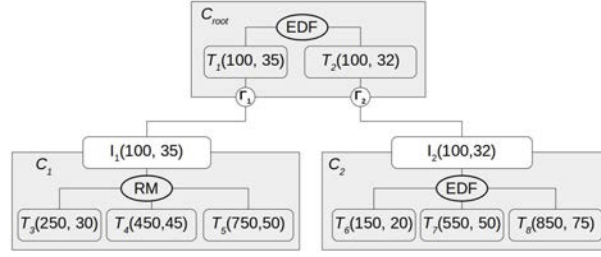 C_root
EDF
T_1(100, 35)
T_2(100, 32)
Γ_1
Γ_2
I_1(100, 35)
I_2(100,32)
C_1
RM
T_3(250, 30)
T_4(450,45)
T_5(750,50)
C_2
EDF
T_6(150, 20)
T_7(550, 50)
T_8(850, 75)